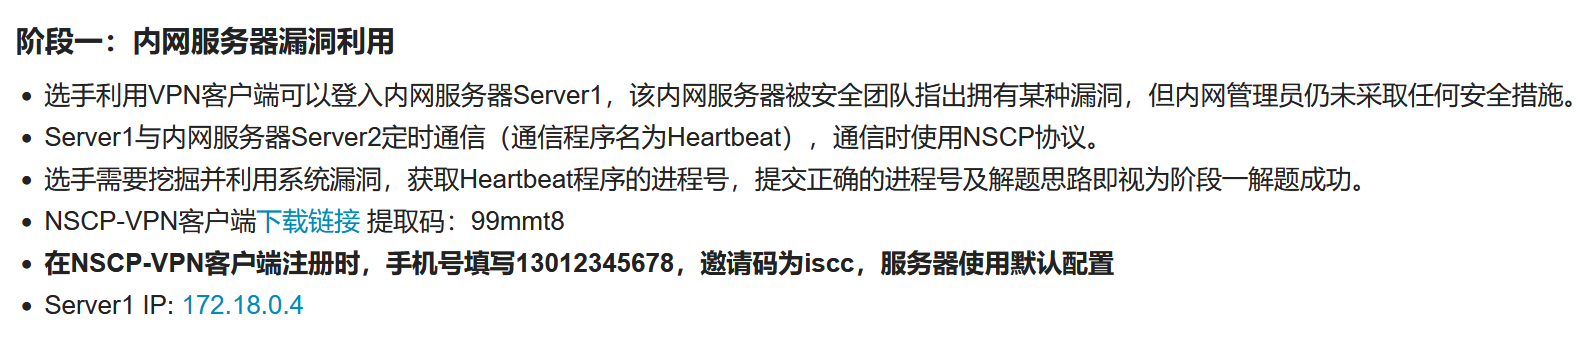 阶段一：内网服务器漏洞利用
选手利用VPN客户端可以登入内网服务器Server1，该内网服务器被安全团队指出拥有某种漏洞，但内网管理员仍未采取任何安全措施。
Server1与内网服务器Server2定时通信（通信程序名为Heartbeat），通信时使用NSCP协议。
选手需要挖掘并利用系统漏洞，获取Heartbeat程序的进程号，提交正确的进程号及解题思路即视为阶段一解题成功。
NSCP-VPN客户端下载链接 提取码：99mmt8
在NSCP-VPN客户端注册时，手机号填写13012345678，邀请码为iscc，服务器使用默认配置
Server1 IP: 172.18.0.4